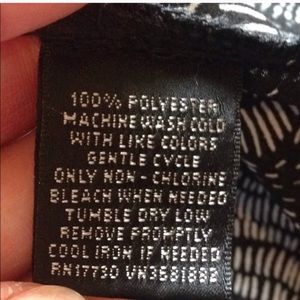 100% POLYESTER
MACHINE WASH COLD
WITH LIKE COLORS
GENTLE CYCLE
ONLY NON - CHLORINE
BLEACH WHEN NEEDED
TUMBLE DRY LOW
REMOVE PROMPTLY
COOL IRON IF NEEDED
RN17730 VN3E81882